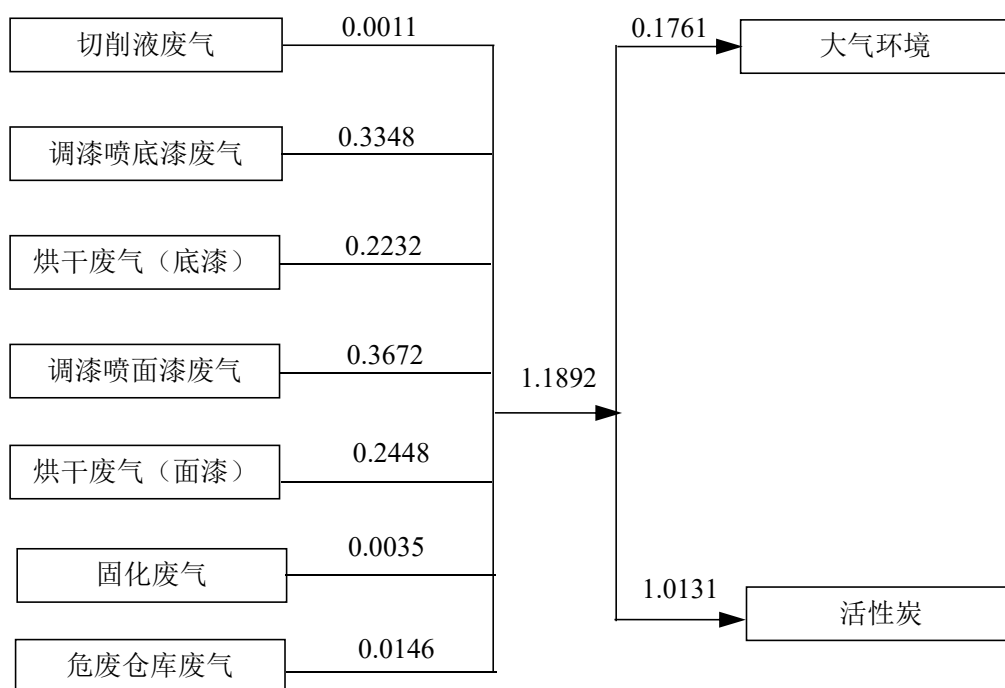 切削液废气
0.0011
0.1761
大气环境
调漆喷底漆废气
0.3348
烘干废气（底漆）
0.2232
调漆喷面漆废气
0.3672
1.1892
烘干废气（面漆）
0.2448
固化废气
0.0035
1.0131
活性炭
危废仓库废气
0.0146